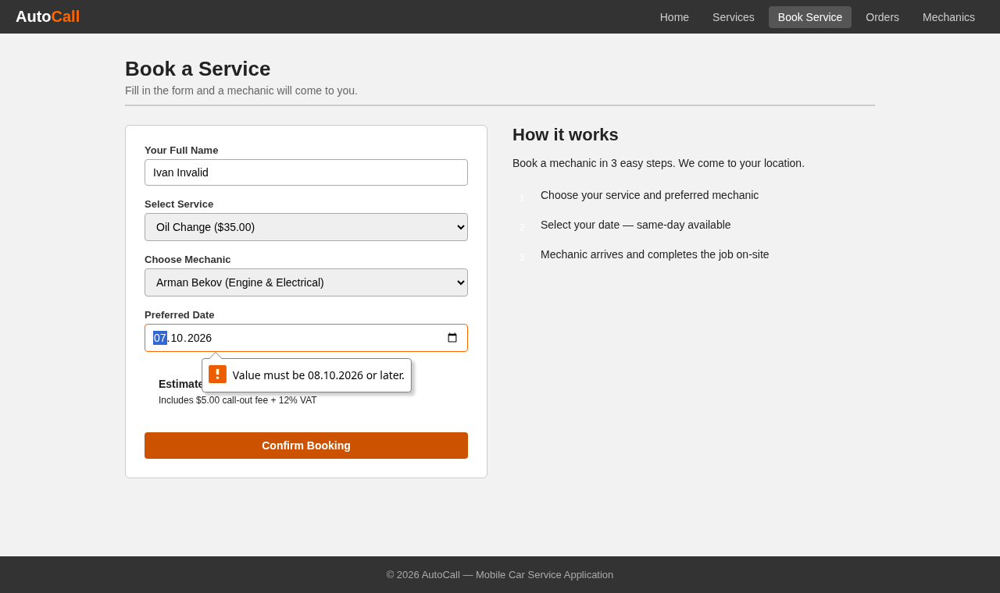 AutoCall
Home Services Book Service Orders Mechanics
Book a Service
Fill in the form and a mechanic will come to you.
Your Full Name
Ivan Invalid
Select Service
Oil Change ($35.00)
Choose Mechanic
Arman Bekov (Engine & Electrical)
Preferred Date
07.10.2026
Value must be 08.10.2026 or later.
Estimate
Includes $5.00 call-out fee + 12% VAT
Confirm Booking
How it works
Book a mechanic in 3 easy steps. We come to your location.
1 Choose your service and preferred mechanic
2 Select your date — same-day available
3 Mechanic arrives and completes the job on-site
© 2026 AutoCall — Mobile Car Service Application